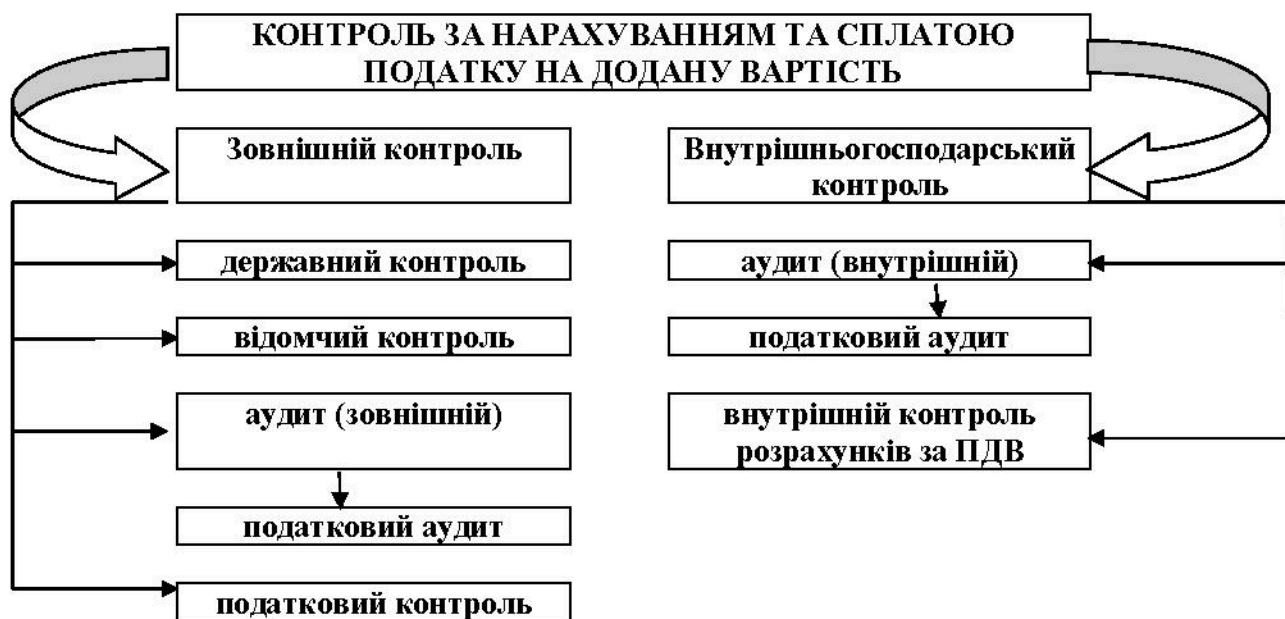 КОНТРОЛЬ ЗА НАРАХУВАННЯМ ТА СПЛАТОЮ
ПОДАТКУ НА ДОДАНУ ВАРТІСТЬ
Зовнішній контроль
Внутрішньогосподарський
контроль
державний контроль
аудит (внутрішній)
відомчий контроль
податковий аудит
аудит (зовнішній)
внутрішній контроль
розрахунків за ПДВ
податковий аудит
податковий контроль